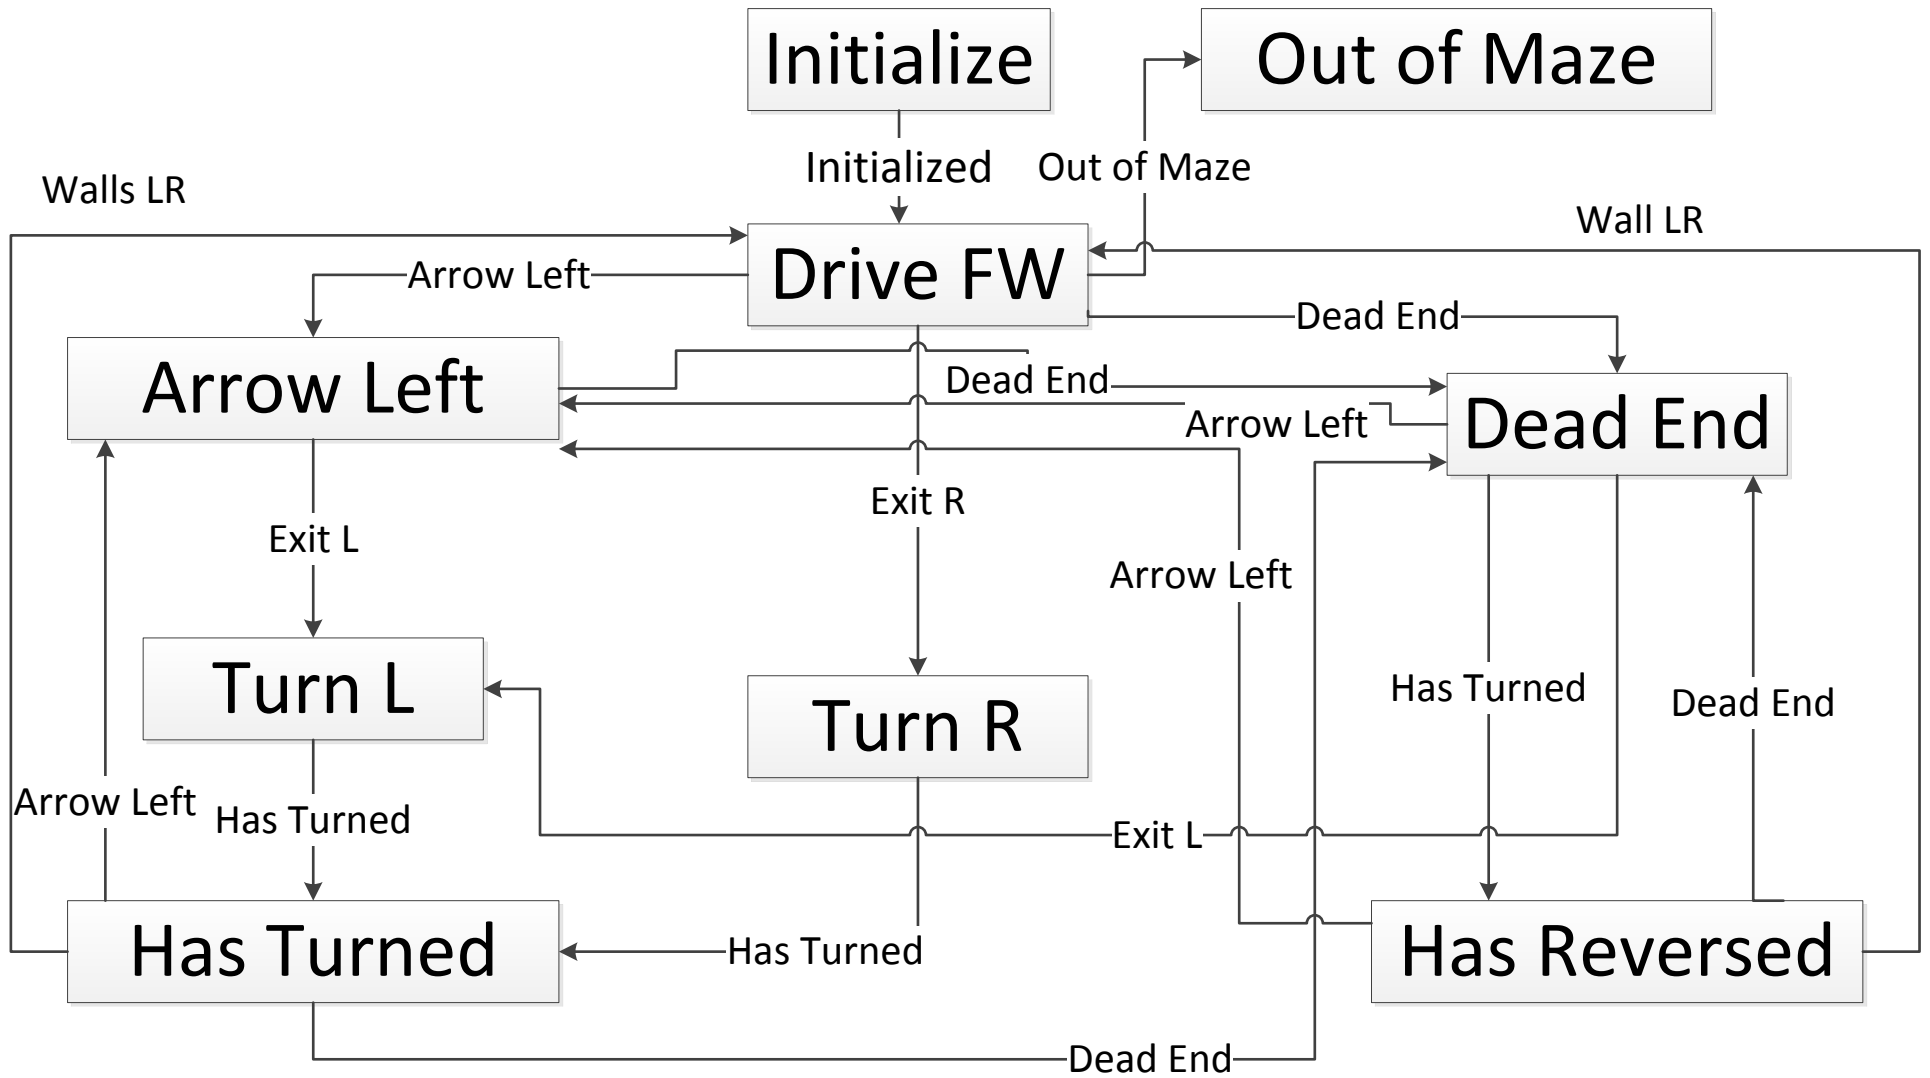 Initialize
Out of Maze
Initialized
Out of Maze
Walls LR
Wall LR
Drive FW
Arrow Left
Dead End
Arrow Left
Dead End
Arrow Left
Dead End
Exit R
Exit L
Arrow Left
Turn L
Has Turned
Dead End
Turn R
Arrow Left
Has Turned
Exit L
Has Turned
Has Turned
Has Reversed
Dead End